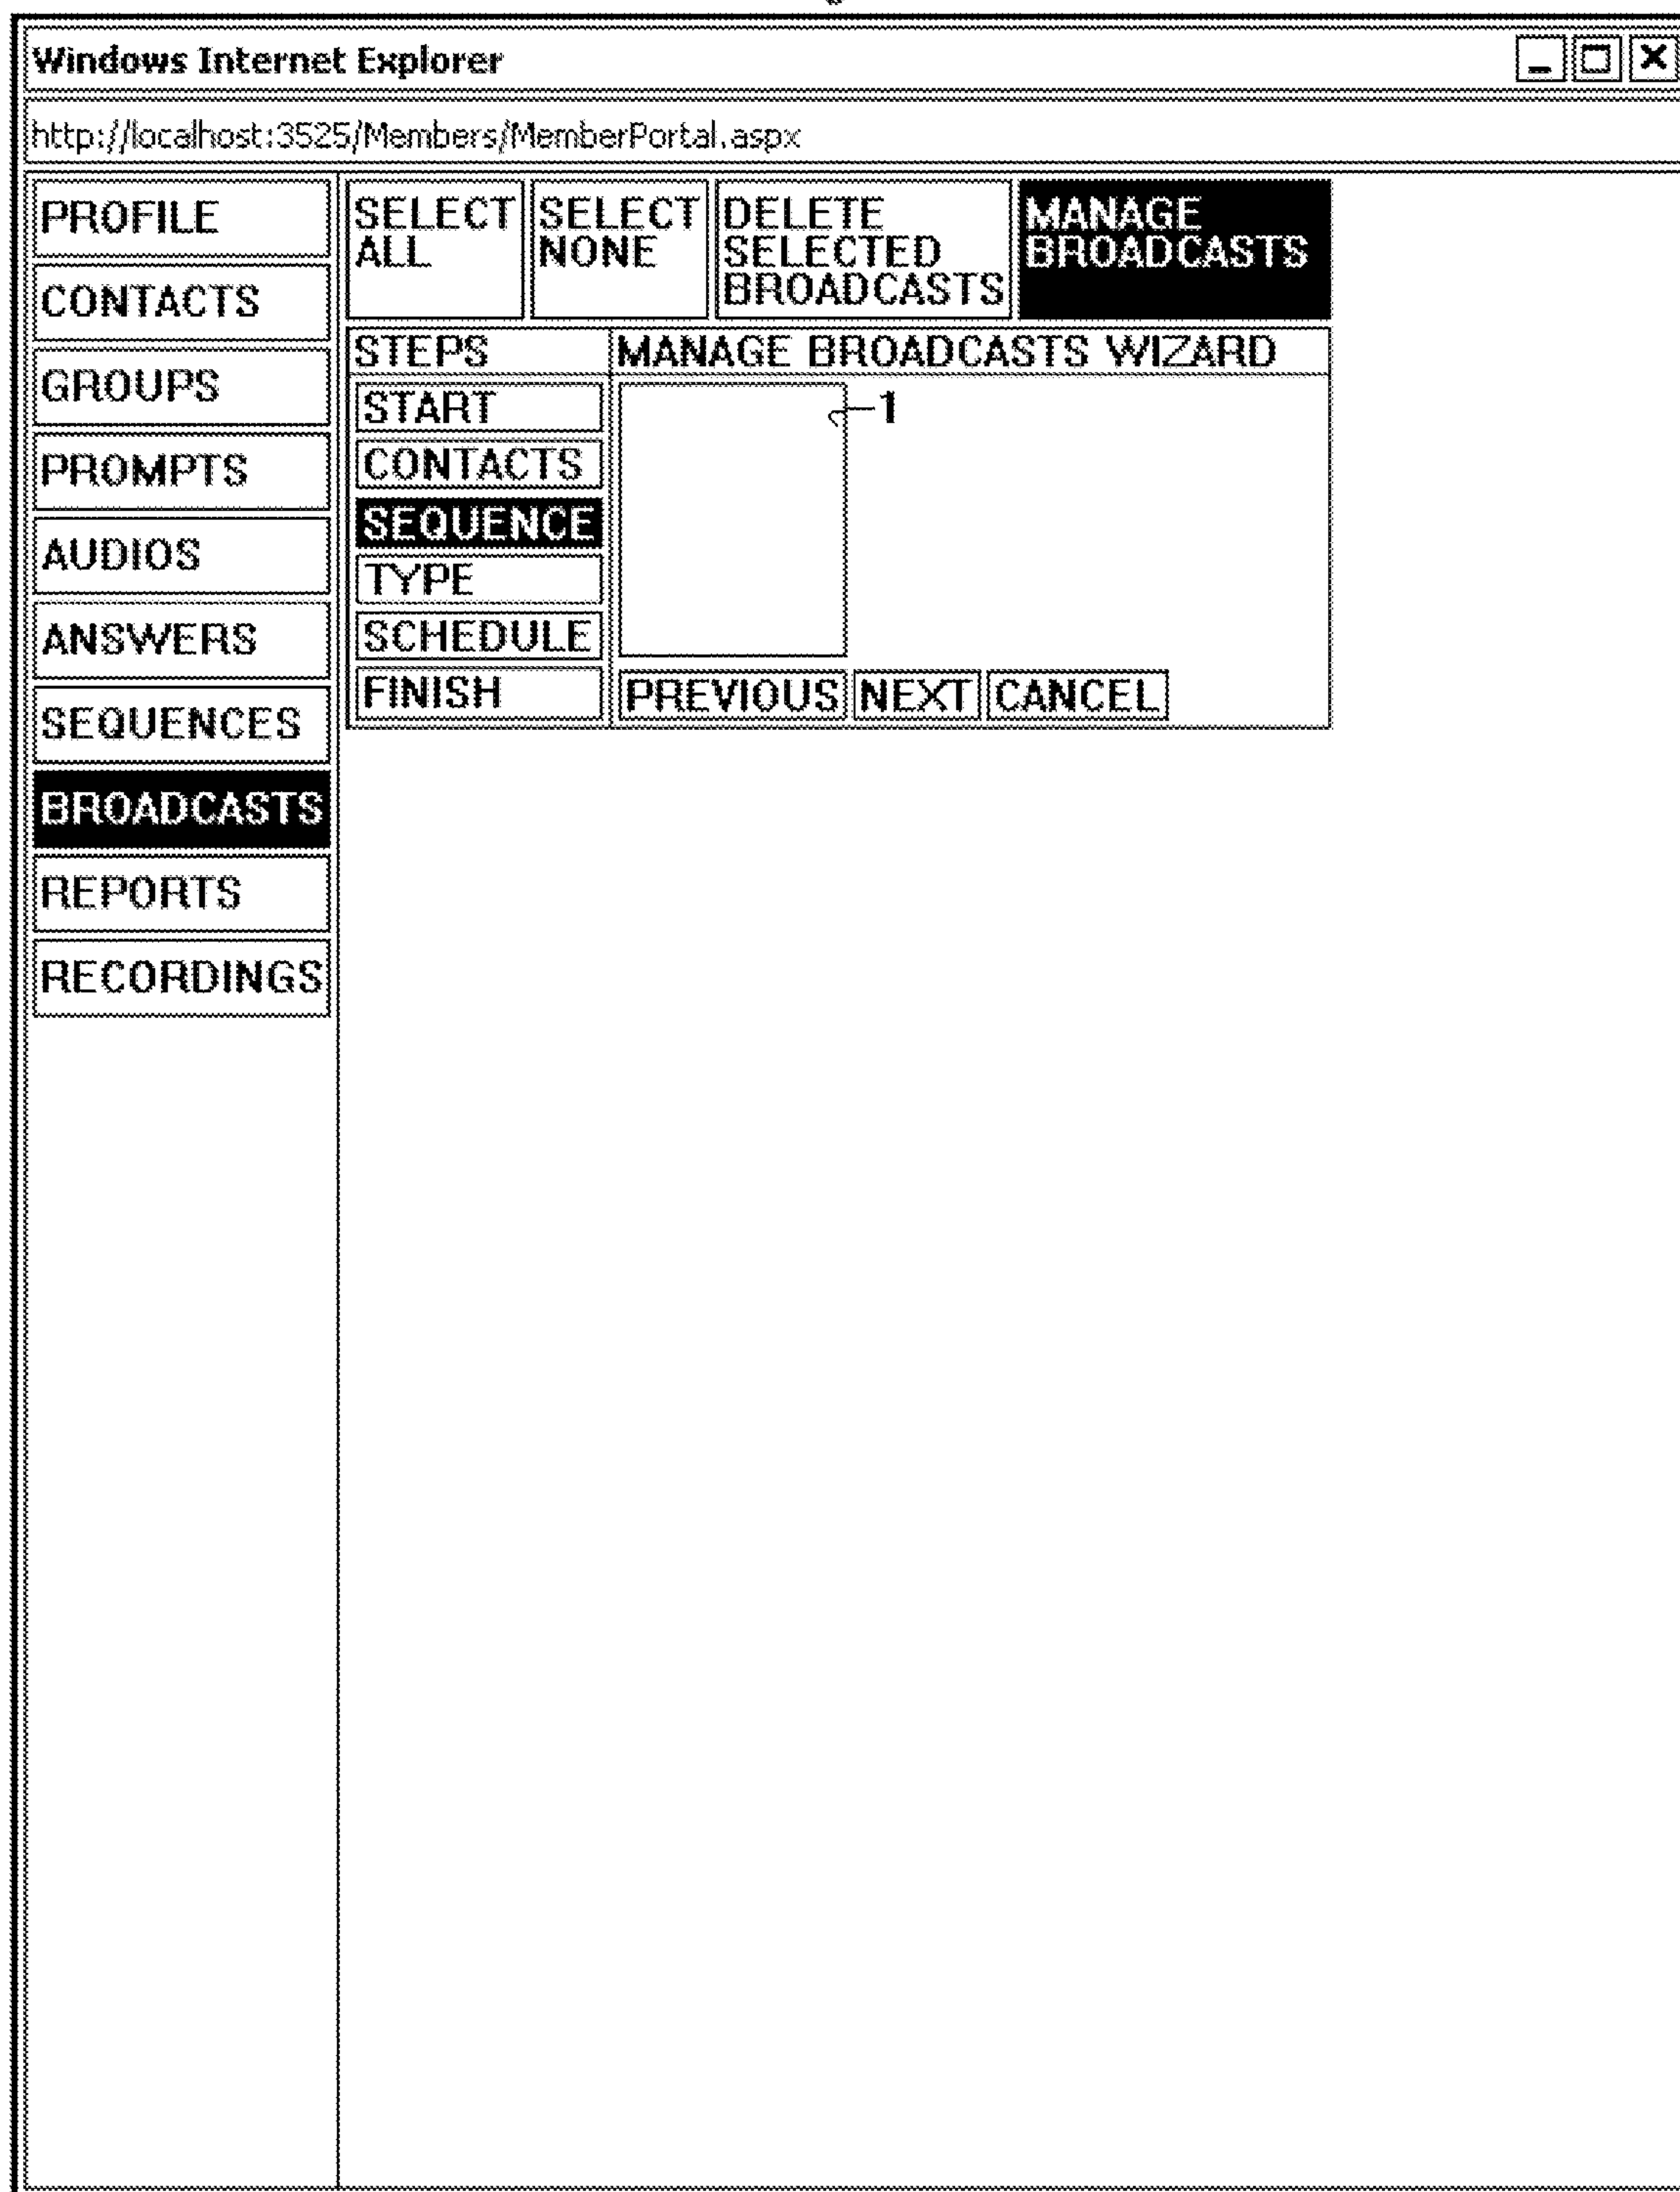 Windows Internet Explorer
http://localhost:3525/Members/MemberPortal.aspx
PROFILE
CONTACTS
GROUPS
PROMPTS
AUDIOS
ANSWERS
SEQUENCES
BROADCASTS
REPORTS
RECORDINGS
SELECT
ALL
SELECT
NONE
DELETE
SELECTED
BROADCASTS
MANAGE
BROADCASTS
STEPS
START
CONTACTS
SEQUENCE
TYPE
SCHEDULE
FINISH
MANAGE BROADCASTS WIZARD
1
PREVIOUS NEXT CANCEL